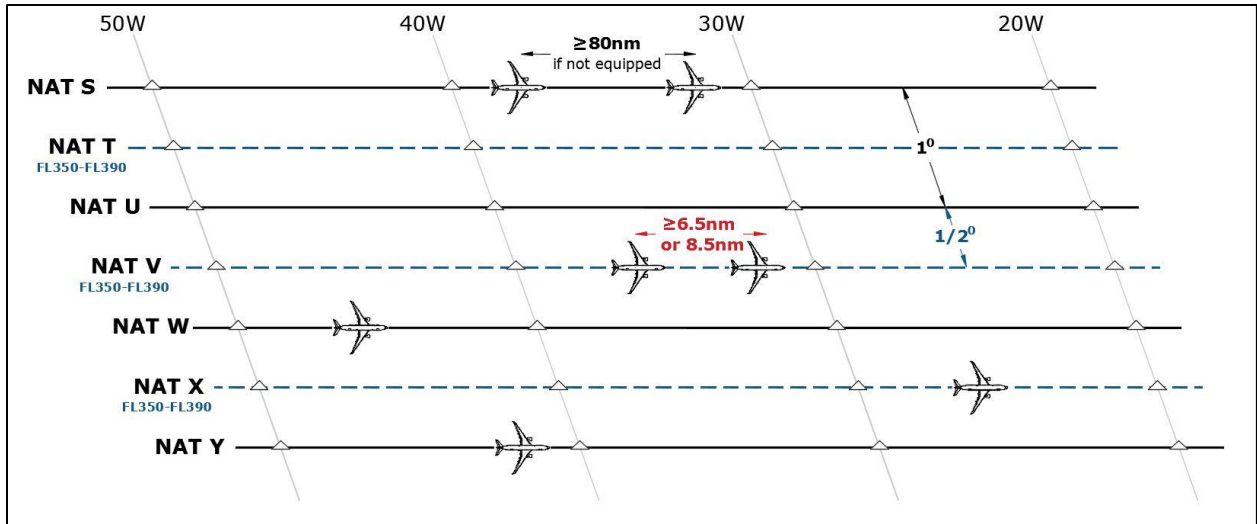 50W 40W 30W 20W
≥80nm
if not equipped
NAT S
NAT T
FL350-FL390
1⁰
NAT U
≥6.5nm
or 8.5nm
1/2⁰
NAT V
FL350-FL390
NAT W
NAT X
FL350-FL390
NAT Y